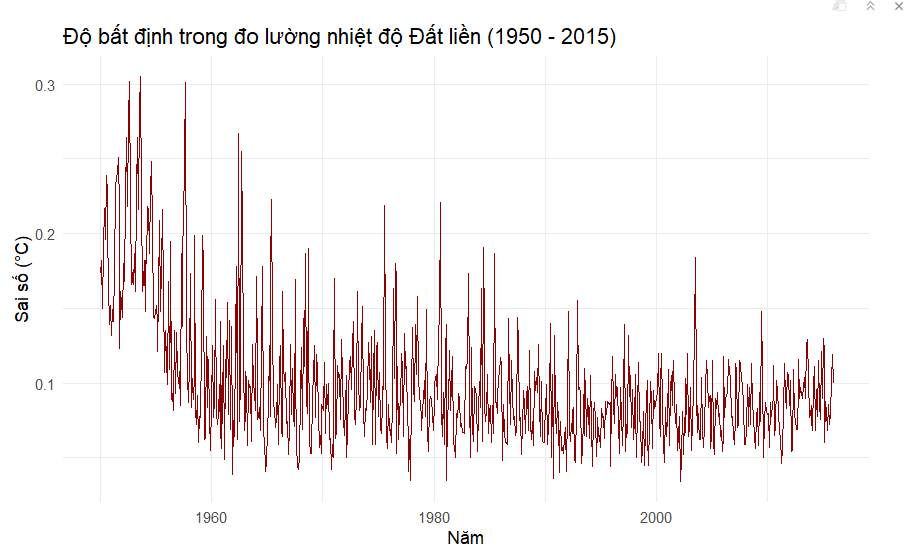 Độ bất định trong đo lường nhiệt độ Đất liền (1950 - 2015)
Sai số (°C)
0.3
0.2
0.1
1960
1980
2000
Năm